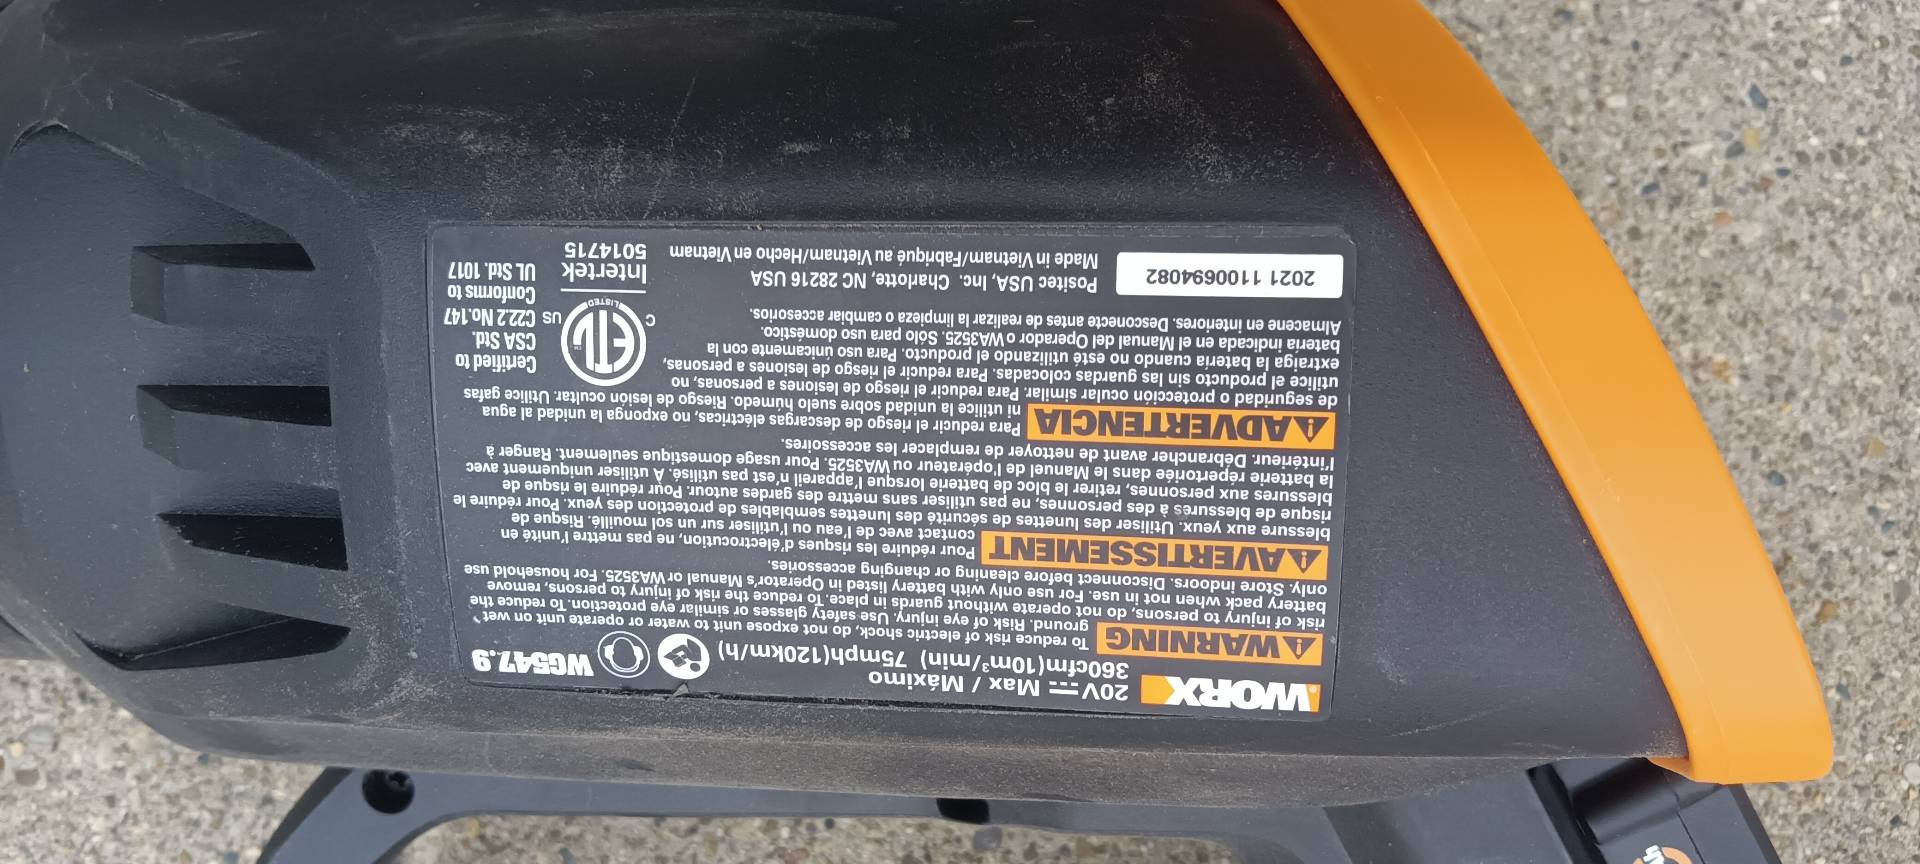 WORX
20V Max / Máximo
360cfm(10m³/min) 75mph(120km/h)
WG547.9
WARNING To reduce risk of electric shock, do not expose unit to water or operate unit on wet
ground. Risk of eye injury. Use safety glasses or similar eye protection. To reduce the
risk of injury to persons, do not operate without guards in place. To reduce the risk of injury to persons, remove
battery pack when not in use. For use only with battery listed in Operator's Manual or WA3525. For household use
only. Store indoors. Disconnect before cleaning or changing accessories.
AVERTISSEMENT Pour réduire les risques d'électrocution, ne pas mettre l'unité en
contact avec de l'eau ou l'utiliser sur un sol mouillé. Risque de
blessure aux yeux. Utiliser des lunettes de sécurité des lunettes semblables de protection des yeux. Pour réduire le
risque de blessures à des personnes, ne pas utiliser sans mettre des gardes autour. Pour réduire le risque de
blessures aux personnes, retirer le bloc de batterie lorsque l'appareil n'est pas utilisé. À utiliser uniquement avec
la batterie répertoriée dans le Manuel de l'opérateur ou WA3525. Pour usage domestique seulement. Ranger à
l'intérieur. Débrancher avant de nettoyer de remplacer les accessoires.
ADVERTENCIA Para reducir el riesgo de descargas eléctricas, no exponga la unidad al agua
ni utilice la unidad sobre suelo húmedo. Riesgo de lesión ocular. Utilice gafas
de seguridad o protección ocular similar. Para reducir el riesgo de lesiones a personas, no
utilice el producto sin las guardas colocadas. Para reducir el riesgo de lesiones a personas,
extraiga la batería cuando no esté utilizando el producto. Para uso únicamente con la
batería indicada en el Manual del Operador o WA3525. Sólo para uso doméstico.
Almacene en interiores. Desconecte antes de realizar la limpieza o cambiar accesorios.
2021 1100694082
Positec USA, Inc. Charlotte, NC 28216 USA
Made in Vietnam/Fabriqué au Vietnam/Hecho en Vietnam
C ETL US
LISTED
Intertek
5014715
Certified to
CSA Std.
C22.2 No.147
Conforms to
UL Std. 1017